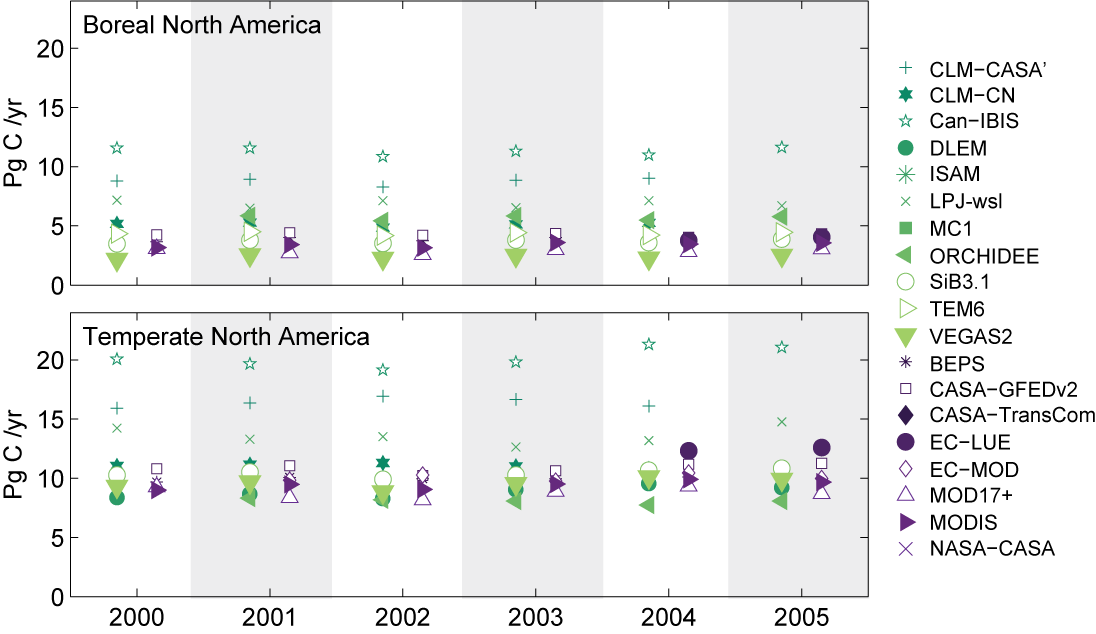 Boreal North America
20
15
10
5
0
Pg C /yr
Temperate North America
20
15
10
5
0
Pg C /yr
2000 2001 2002 2003 2004 2005
CLM−CASA’
CLM−CN
Can−IBIS
DLEM
ISAM
LPJ-wsl
MC1
ORCHIDEE
SiB3.1
TEM6
VEGAS2
BEPS
CASA−GFEDv2
CASA−TransCom
EC−LUE
EC−MOD
MOD17+
MODIS
NASA−CASA